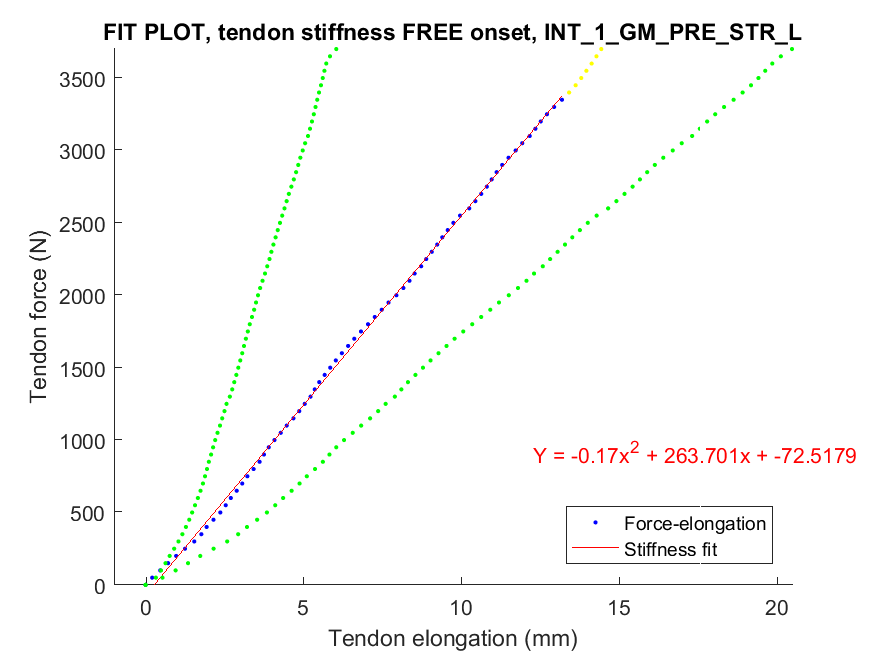 FIT PLOT, tendon stiffness FREE onset, INT_1_GM_PRE_STR_L
3500
3000
2500
2000
1500
1000
500
0
Tendon force (N)
Y = -0.17x² + 263.701x + -72.5179
Force-elongation
Stiffness fit
0 5 10 15 20
Tendon elongation (mm)